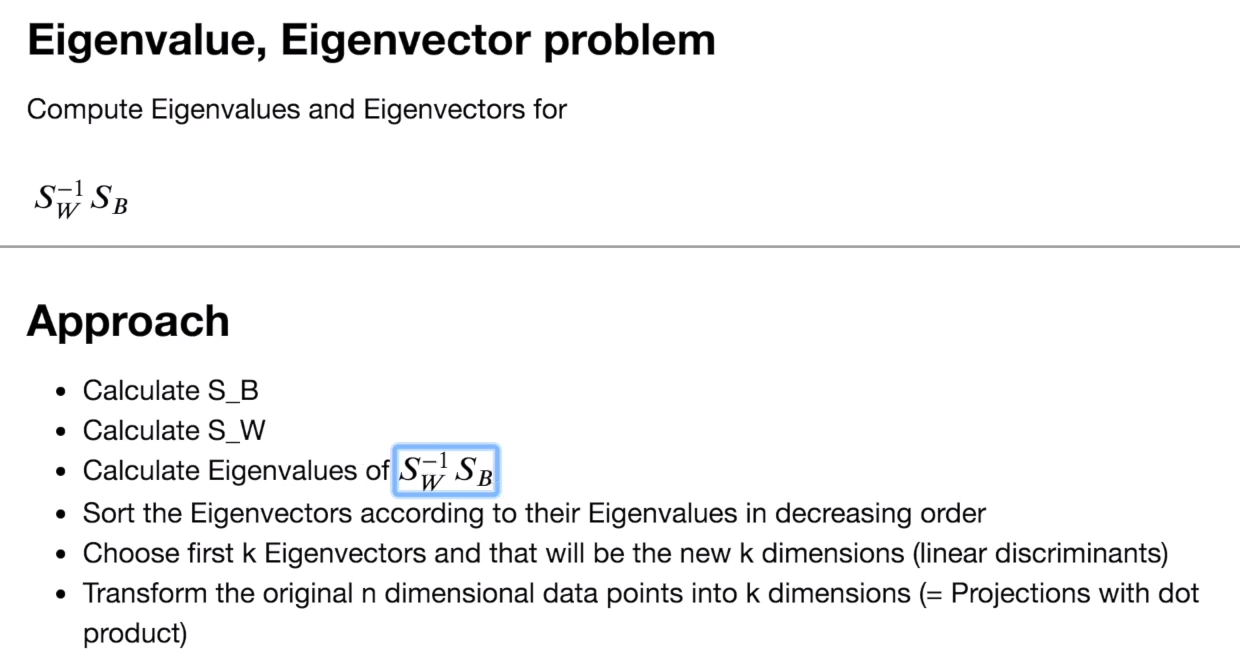 Eigenvalue, Eigenvector problem
Compute Eigenvalues and Eigenvectors for
$S_W^{-1} S_B$
Approach
• Calculate S_B
• Calculate S_W
• Calculate Eigenvalues of $S_W^{-1} S_B$
• Sort the Eigenvectors according to their Eigenvalues in decreasing order
• Choose first k Eigenvectors and that will be the new k dimensions (linear discriminants)
• Transform the original n dimensional data points into k dimensions (= Projections with dot
product)